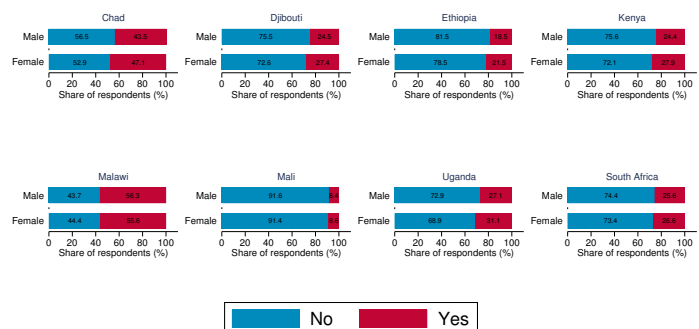 Chad Djibouti Ethiopia Kenya
Male 56.5 43.5 75.5 24.5 81.5 18.5 75.6 24.4
Female 52.9 47.1 72.6 27.4 78.5 21.5 72.1 27.9
0 20 40 60 80 100 0 20 40 60 80 100 0 20 40 60 80 100 0 20 40 60 80 100
Share of respondents (%) Share of respondents (%) Share of respondents (%) Share of respondents (%)
Malawi Mali Uganda South Africa
Male 43.7 56.3 Male 91.6 8.4 Male 72.9 27.1 Male 74.4 25.6
Female 44.4 55.6 Female 91.4 8.6 Female 68.9 31.1 Female 73.4 26.6
0 20 40 60 80 100 0 20 40 60 80 100 0 20 40 60 80 100 0 20 40 60 80 100
Share of respondents (%) Share of respondents (%) Share of respondents (%) Share of respondents (%)
No Yes